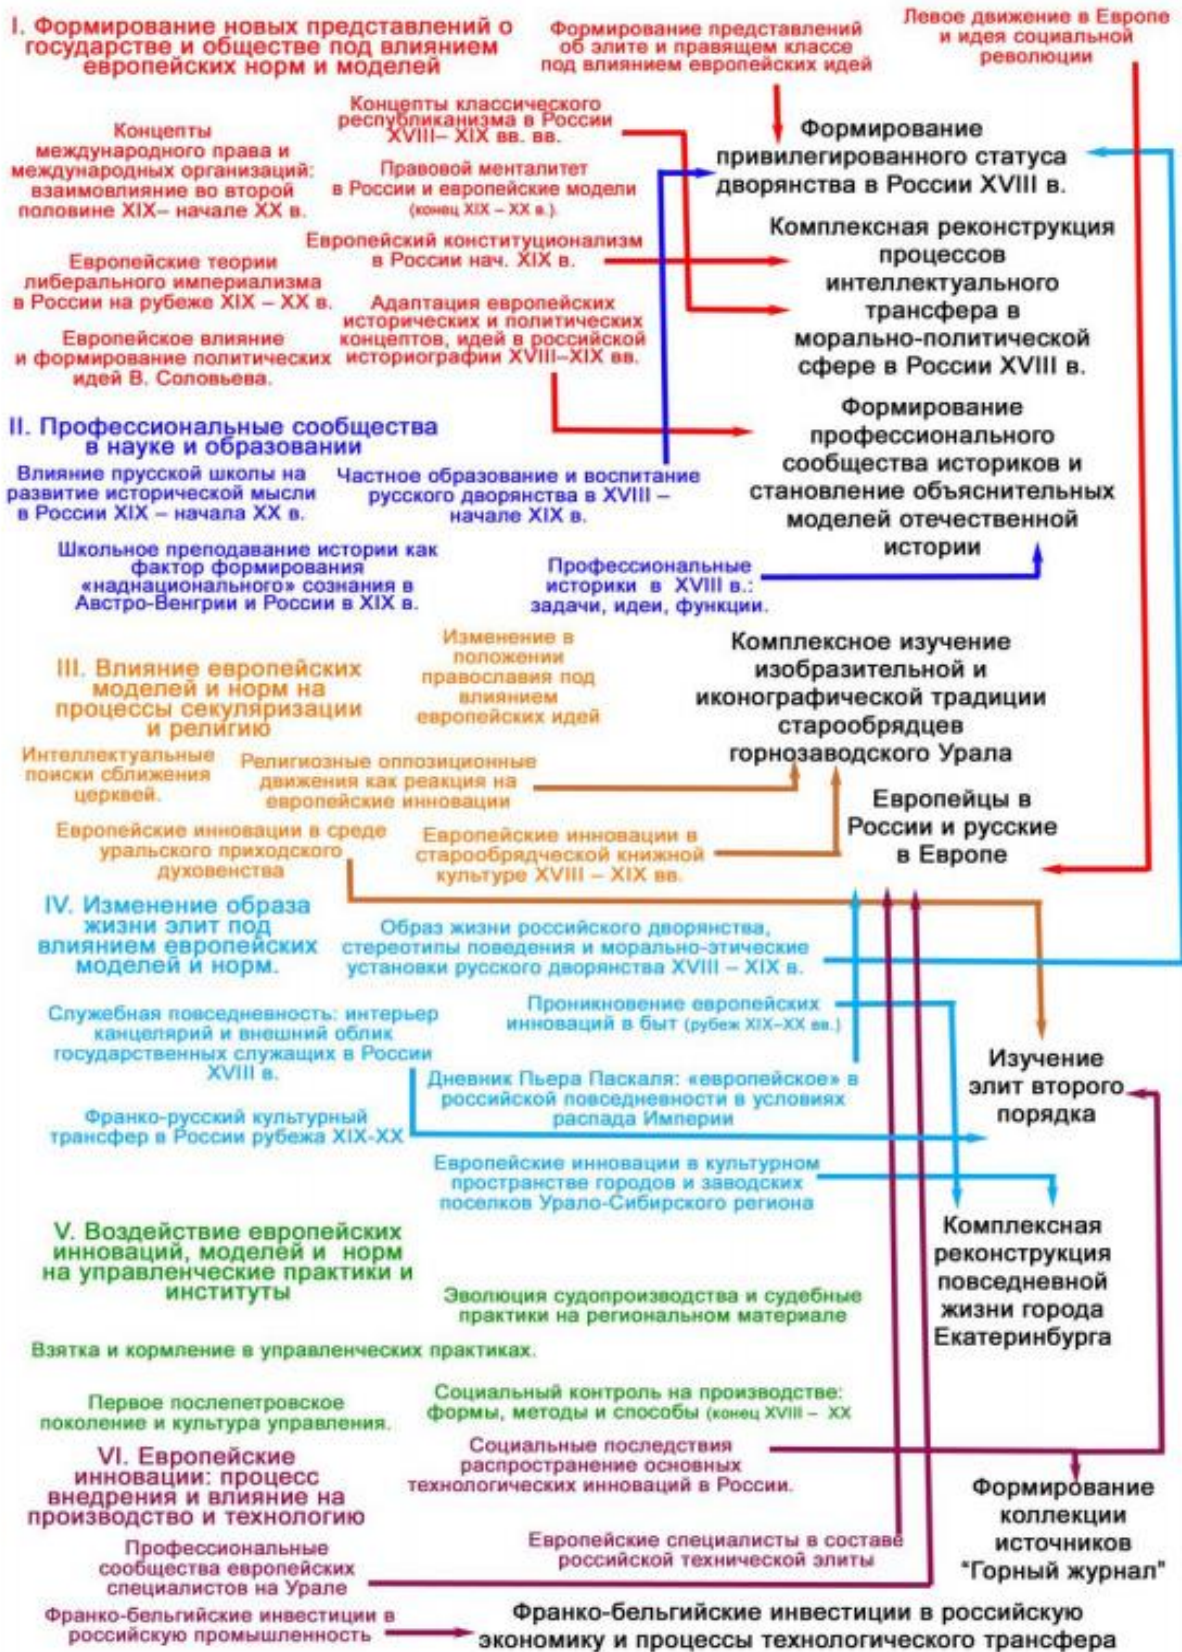 I. Формирование новых представлений о
государстве и обществе под влиянием
европейских норм и моделей
Формирование представлений
об элите и правящем классе
под влиянием европейских идей
Левое движение в Европе
и идея социальной
революции
Концепты классического
республиканизма в России
XVIII– XIX вв. вв.
Концепты
международного права и
международных организаций:
взаимовлияние во второй
половине XIX– начале XX в.
Правовой менталитет
в России и европейские модели
(конец XIX – XX в.).
Формирование
привилегированного статуса
дворянства в России XVIII в.
Европейский конституционализм
в России нач. XIX в.
Европейские теории
либерального империализма
в России на рубеже XIX – XX в.
Комплексная реконструкция
процессов
интеллектуального
трансфера в
морально-политической
сфере в России XVIII в.
Адаптация европейских
исторических и политических
концептов, идей в российской
историографии XVIII–XIX вв.
Европейское влияние
и формирование политических
идей В. Соловьева.
Формирование
профессионального
сообщества историков и
становление объяснительных
моделей отечественной
истории
II. Профессиональные сообщества
в науке и образовании
Влияние прусской школы на
развитие исторической мысли
в России XIX – начала XX в.
Частное образование и воспитание
русского дворянства в XVIII –
начале XIX в.
Школьное преподавание истории как
фактор формирования
«наднационального» сознания в
Австро-Венгрии и России в XIX в.
Профессиональные
историки в XVIII в.:
задачи, идеи, функции.
III. Влияние европейских
моделей и норм на
процессы секуляризации
и религию
Изменение в
положении
православия под
влиянием
европейских идей
Комплексное изучение
изобразительной и
иконографической традиции
старообрядцев
горнозаводского Урала
Интеллектуальные
поиски сближения
церквей.
Религиозные оппозиционные
движения как реакция на
европейские инновации
Европейцы в
России и русские
в Европе
Европейские инновации в среде
уральского приходского
духовенства
Европейские инновации в
старообрядческой книжной
культуре XVIII – XIX вв.
IV. Изменение образа
жизни элит под
влиянием европейских
моделей и норм.
Образ жизни российского дворянства,
стереотипы поведения и морально-этические
установки русского дворянства XVIII – XIX в.
Служебная повседневность: интерьер
канцелярий и внешний облик
государственных служащих в России
XVIII в.
Проникновение европейских
инноваций в быт (рубеж XIX–XX вв.)
Дневник Пьера Паскаля: «европейское» в
российской повседневности в условиях
распада Империи
Изучение
элит второго
порядка
Франко-русский культурный
трансфер в России рубежа XIX-XX
Европейские инновации в культурном
пространстве городов и заводских
поселков Урало-Сибирского региона
V. Воздействие европейских
инноваций, моделей и норм
на управленческие практики и
институты
Комплексная
реконструкция
повседневной
жизни города
Екатеринбурга
Эволюция судопроизводства и судебные
практики на региональном материале
Взятка и кормление в управленческих практиках.
Первое послепетровское
поколение и культура управления.
Социальный контроль на производстве:
формы, методы и способы (конец XVIII – XX
VI. Европейские
инновации: процесс
внедрения и влияние на
производство и технологию
Социальные последствия
распространение основных
технологических инноваций в России.
Формирование
коллекции
источников
"Горный журнал"
Профессиональные
сообщества европейских
специалистов на Урале
Европейские специалисты в составе
российской технической элиты
Франко-бельгийские инвестиции в
российскую промышленность
Франко-бельгийские инвестиции в российскую
экономику и процессы технологического трансфера